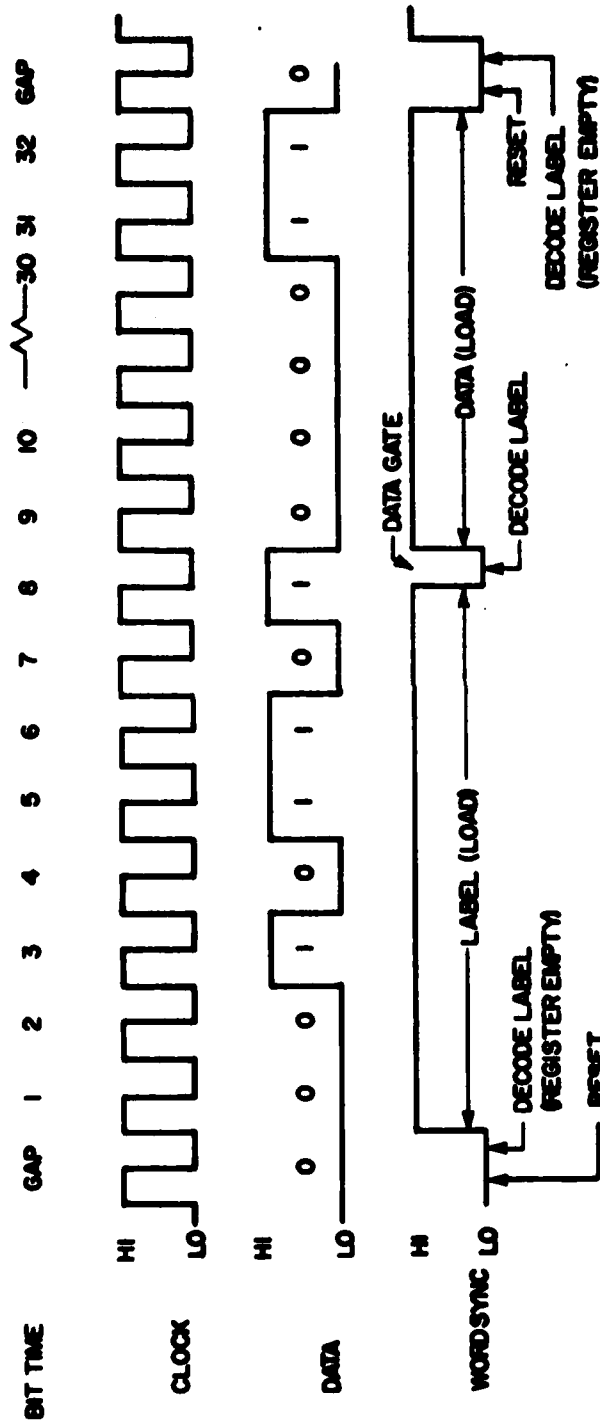 BIT TIME GAP 1 2 3 4 5 6 7 8 9 10 30 31 32 GAP
HI
CLOCK
LO
HI
DATA 0 0 0 1 0 1 1 0 1 0 0 0 0 1 1 0
LO
HI
DATA GATE
WORD SYNC
LO
LABEL (LOAD)
DATA (LOAD)
DECODE LABEL
(REGISTER EMPTY)
RESET
DECODE LABEL
RESET
DECODE LABEL
(REGISTER EMPTY)